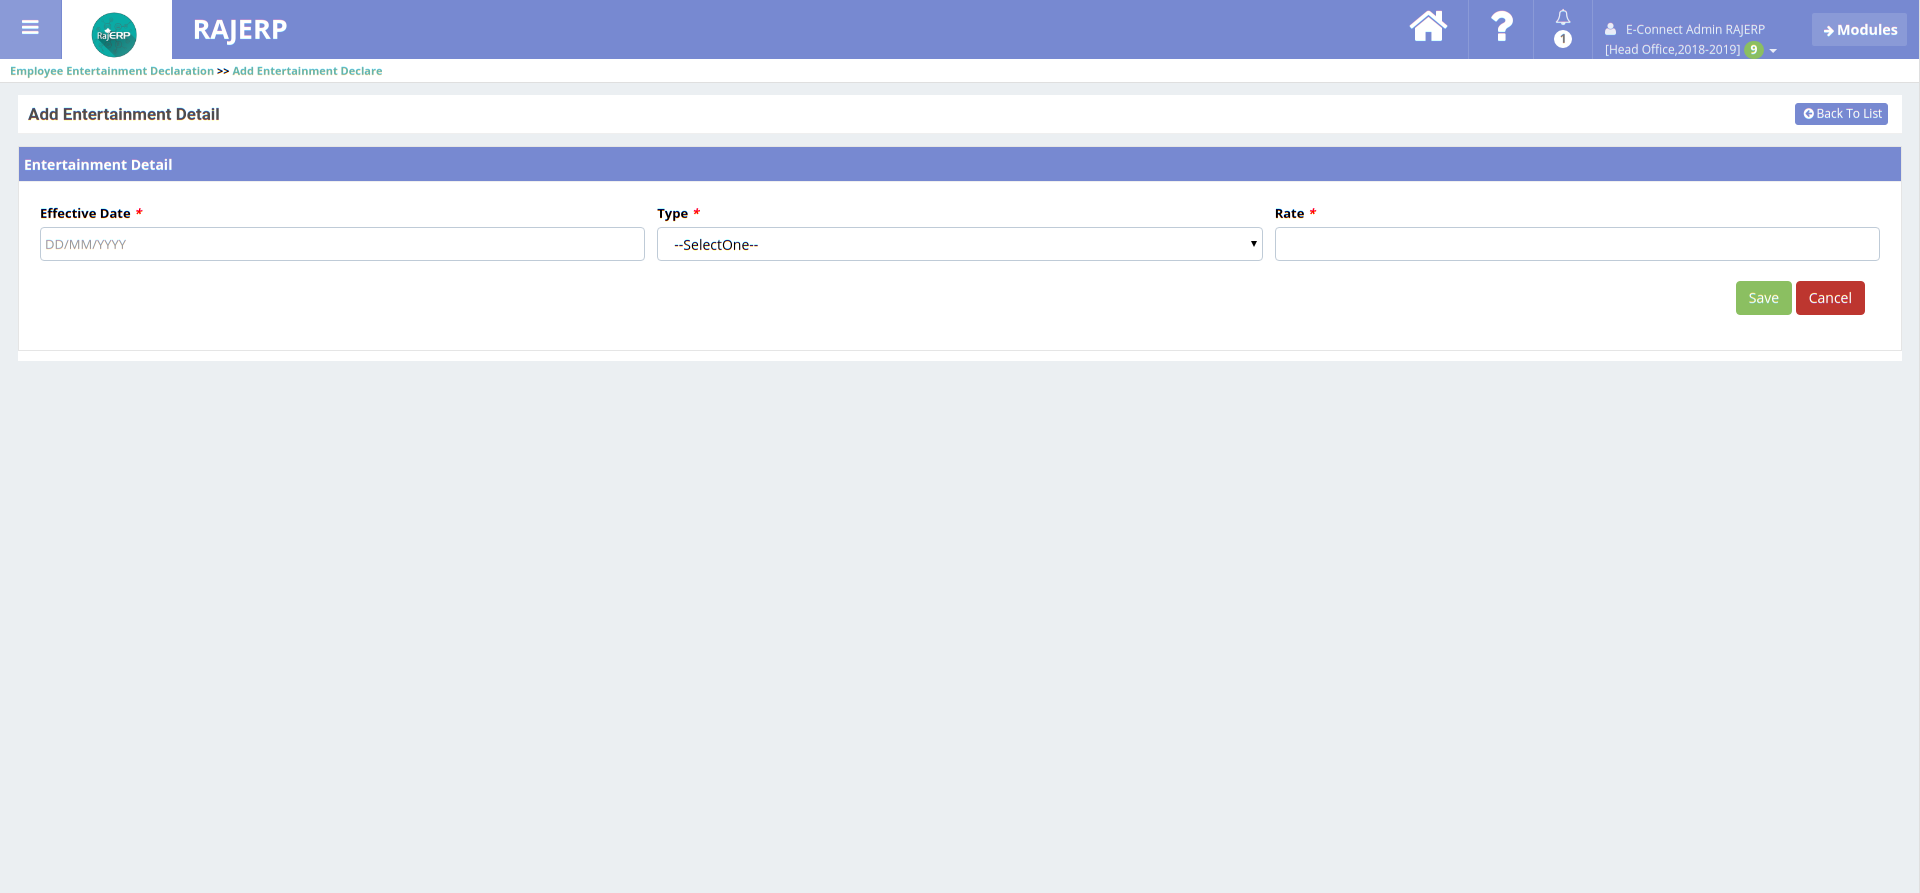 RajERP
RAJERP
1
E-Connect Admin RAJERP
[Head Office,2018-2019] 9
Modules
Employee Entertainment Declaration >> Add Entertainment Declare
Add Entertainment Detail
Back To List
Entertainment Detail
Effective Date *
Type *
Rate *
DD/MM/YYYY
--SelectOne--
Save
Cancel